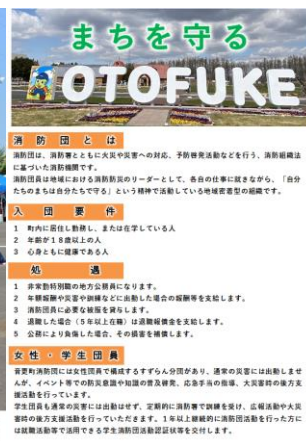 まちを守る
OTOFUKE
消防団とは
消防団は、消防署とともに火災や災害への対応、予防啓発活動などを行う、消防組織法
に基づいた消防機関です。
消防団員は地域における消防防災のリーダーとして、各自の仕事に就きながら、「自分
たちのまちは自分たちで守る」という精神で活動している地域密着型の組織です。
入団要件
1 町内に居住し勤務し、または在学している人
2 年齢が18歳以上の人
3 心身ともに健康である人
処遇
1 非常勤特別職の地方公務員になります。
2 年額報酬や災害や訓練などに出動した場合の報酬等を支給します。
3 消防団員に必要な被服を貸与します。
4 退職した場合（5年以上在籍）は退職報償金を支給します。
5 公務により負傷した場合、その損害を補償します。
女性・学生団員
音更町消防団には女性団員で構成するすずらん分団があり、通常の災害には出動しませ
んが、イベント等での防災意識や知識の普及啓発、応急手当の指導、大災害時の後方支
援活動を行っています。
学生団員も通常の災害には出動はせず、定期的に消防署で訓練を受け、広報活動や大災
害時の後方支援活動を行っていただきます。1年以上継続的に消防団活動を行った方に
は就職活動等で活用できる学生消防団活動認証状等を交付します。